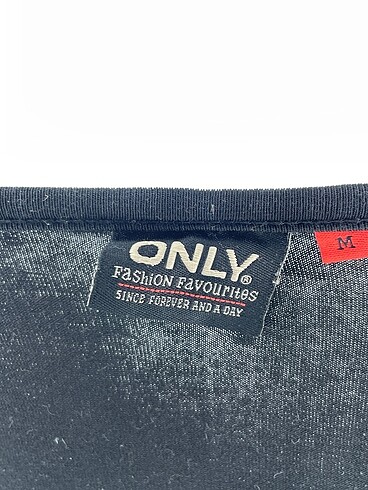 ONLY®
Fashion Favourites
SINCE FOREVER AND A DAY
M